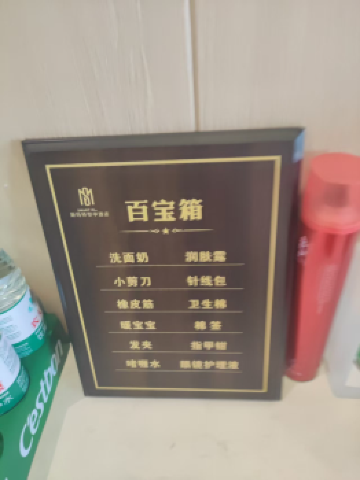 百宝箱
洗面奶 润肤露
小剪刀 针线包
橡皮筋 卫生棉
暖宝宝 棉签
发夹 指甲钳
啫喱水 眼镜护理液
Cestbon